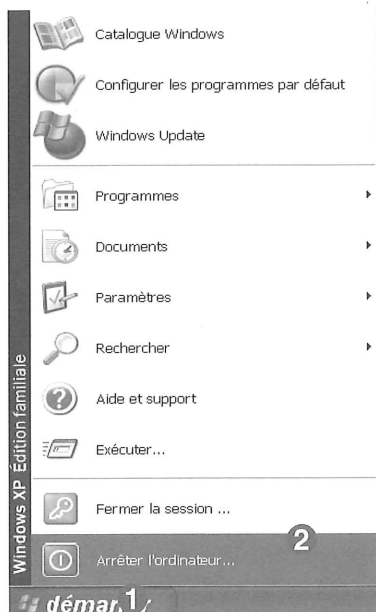 Catalogue Windows
Configurer les programmes par défaut
Windows Update
Programmes
Documents
Paramètres
Rechercher
Aide et support
Exécuter...
Fermer la session ...
Arrêter l'ordinateur...
2
Windows XP Édition familiale
démar
1